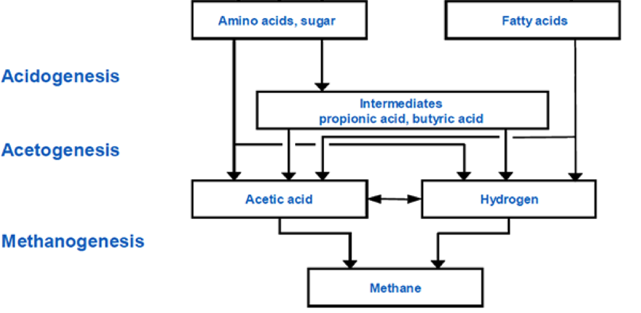 Amino acids, sugar
Fatty acids
Acidogenesis
Intermediates
propionic acid, butyric acid
Acetogenesis
Acetic acid
Hydrogen
Methanogenesis
Methane